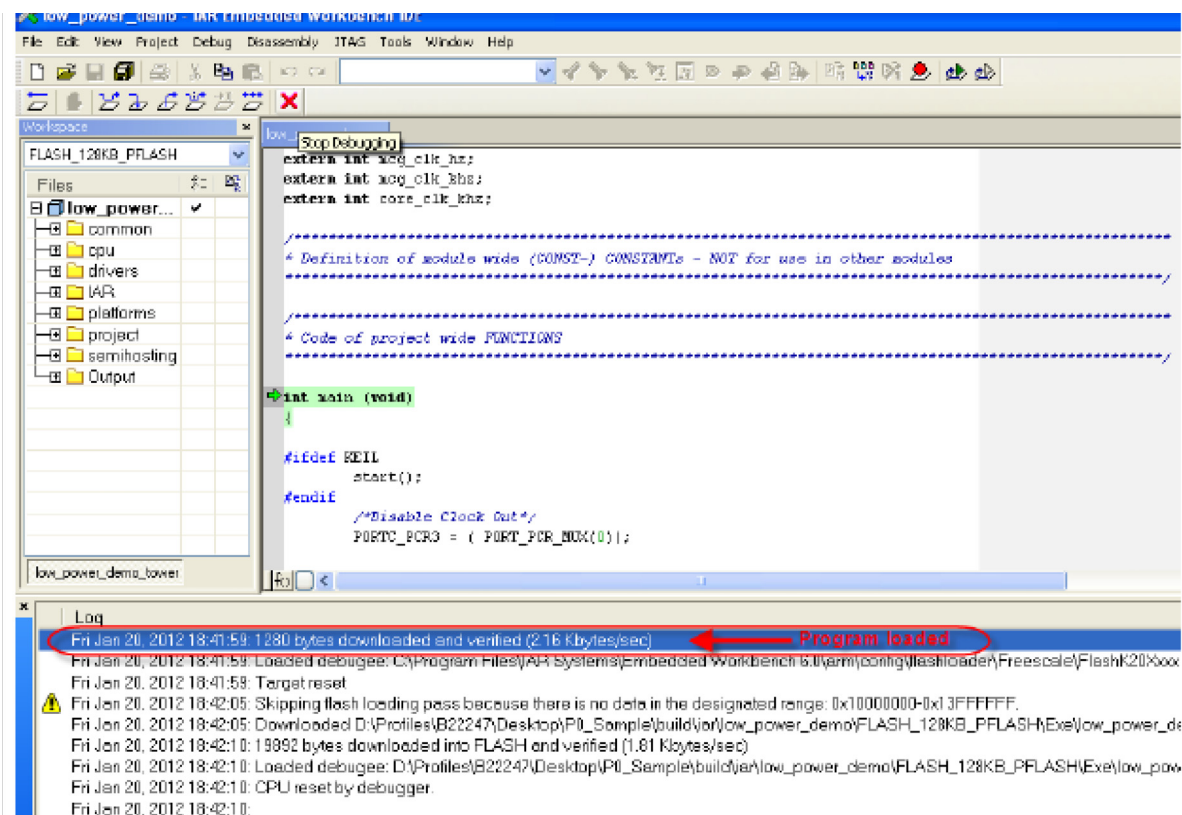 low_power_demo - IAR Embedded Workbench IDE
File Edit View Project Debug Disassembly JTAG Tools Window Help
Workspace
Stop Debugging
FLASH_128KB_PFLASH
Files
low_power...
common
cpu
drivers
IAR
platforms
project
semihosting
Output
low_power_demo_tower
extern int mcg_clk_hz;
extern int mcg_clk_khz;
extern int core_clk_khz;
/********************************************************************
* Definition of module wide (CONST-) CONSTANTs - NOT for use in other modules
********************************************************************/
/********************************************************************
* Code of project wide FUNCTIONS
********************************************************************/
int main (void)
{
#ifdef KEIL
start();
#endif
/*Disable Clock Out*/
PORTC_PCR3 = ( PORT_PCR_MUX(0));
Log
Fri Jan 20, 2012 18:41:59: 1280 bytes downloaded and verified (2.16 Kbytes/sec) Program loaded
Fri Jan 20, 2012 18:41:59: Loaded debugee: C:\Program Files\IAR Systems\Embedded Workbench 6.0\arm\config\flashloader\Freescale\FlashK20Xxxx
Fri Jan 20, 2012 18:41:59: Target reset
Fri Jan 20, 2012 18:42:05: Skipping flash loading pass because there is no data in the designated range: 0x10000000-0x13FFFFFF.
Fri Jan 20, 2012 18:42:05: Downloaded D:\Profiles\B22247\Desktop\P0_Sample\build\iar\low_power_demo\FLASH_128KB_PFLASH\Exe\low_power_de
Fri Jan 20, 2012 18:42:10: 19892 bytes downloaded into FLASH and verified (1.81 Kbytes/sec)
Fri Jan 20, 2012 18:42:10: Loaded debugee: D:\Profiles\B22247\Desktop\P0_Sample\build\iar\low_power_demo\FLASH_128KB_PFLASH\Exe\low_pow
Fri Jan 20, 2012 18:42:10: CPU reset by debugger.
Fri Jan 20, 2012 18:42:10: